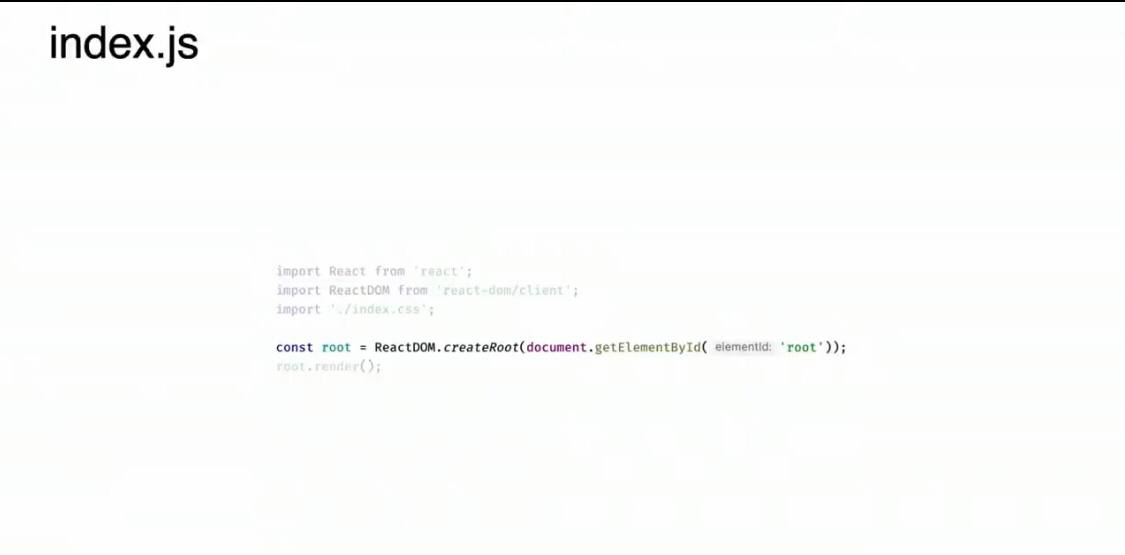 index.js
import React from 'react';
import ReactDOM from 'react-dom/client';
import './index.css';
const root = ReactDOM.createRoot(document.getElementById( elementId: 'root'));
root.render();